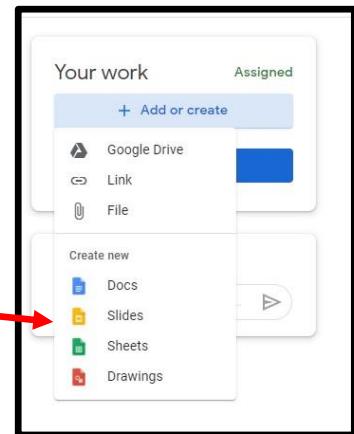 Your work
Assigned
+ Add or create
Google Drive
Link
File
Create new
Docs
Slides
Sheets
Drawings